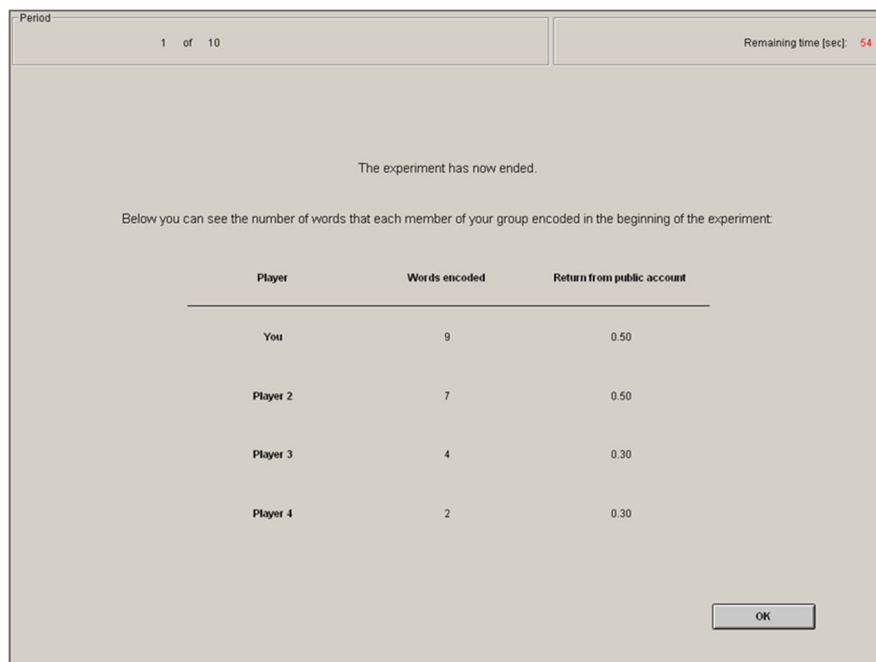 Period
1 of 10
Remaining time [sec]: 54
The experiment has now ended.
Below you can see the number of words that each member of your group encoded in the beginning of the experiment:
Player Words encoded Return from public account
You 9 0.50
Player 2 7 0.50
Player 3 4 0.30
Player 4 2 0.30
OK